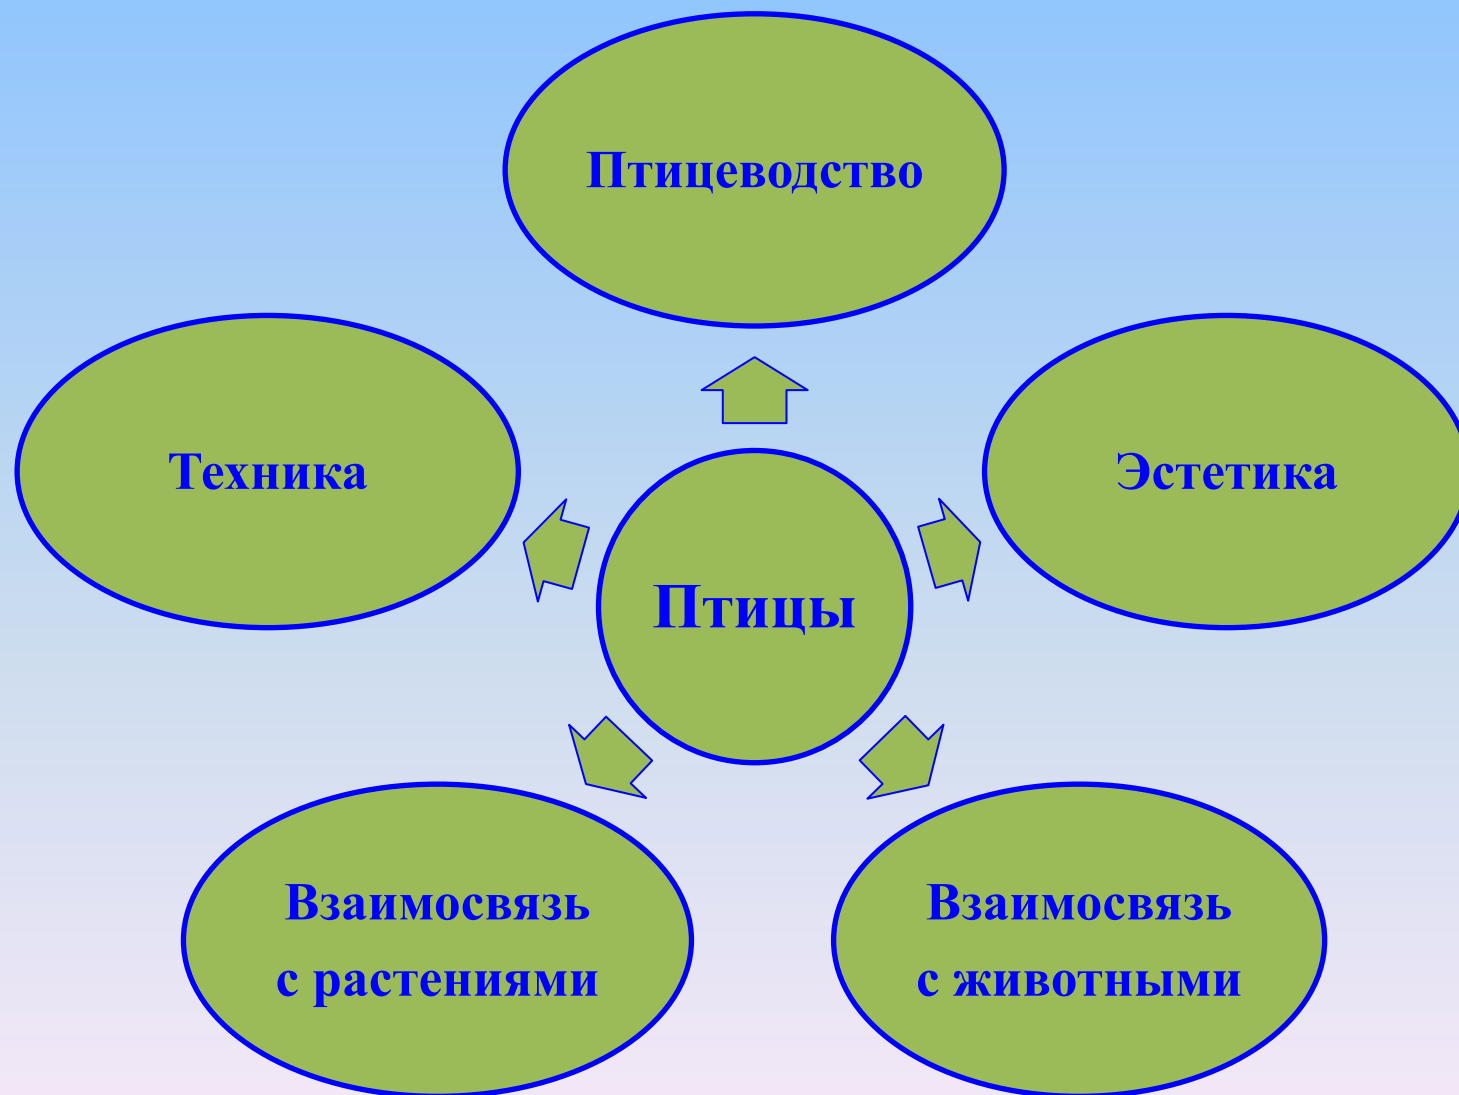 Птицеводство
Техника
Эстетика
Птицы
Взаимосвязь
с растениями
Взаимосвязь
с животными